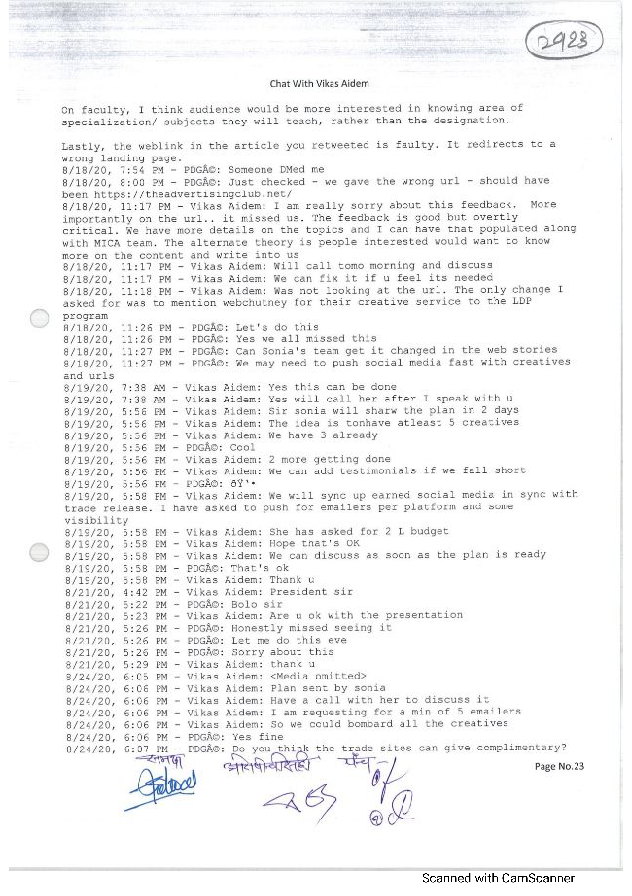 2923
Chat With Vikas Aidem
On faculty, I think audience would be more interested in knowing area of
specialization/ subjects they will teach, rather than the designation.
Lastly, the weblink in the article you retweeted is faulty. It redirects to a
wrong landing page.
8/18/20, 7:54 PM - PDGÂ©: Someone DMed me
8/18/20, 8:00 PM - PDGÂ©: Just checked - we gave the wrong url - should have
been https://theadvertisingclub.net/
8/18/20, 11:17 PM - Vikas Aidem: I am really sorry about this feedback.  More
importantly on the url.. it missed us. The feedback is good but overtly
critical. We have more details on the topics and I can have that populated along
with MICA team. The alternate theory is people interested would want to know
more on the content and write into us
8/18/20, 11:17 PM - Vikas Aidem: Will call tomo morning and discuss
8/18/20, 11:17 PM - Vikas Aidem: We can fix it if u feel its needed
8/18/20, 11:18 PM - Vikas Aidem: Was not looking at the url. The only change I
asked for was to mention webchutney for their creative service to the LDP
program
8/18/20, 11:26 PM - PDGÂ©: Let's do this
8/18/20, 11:26 PM - PDGÂ©: Yes we all missed this
8/18/20, 11:27 PM - PDGÂ©: Can Sonia's team get it changed in the web stories
8/18/20, 11:27 PM - PDGÂ©: We may need to push social media fast with creatives
and urls
8/19/20, 7:38 AM - Vikas Aidem: Yes this can be done
8/19/20, 7:39 AM - Vikas Aidem: Yes will call her after I speak with u
8/19/20, 5:56 PM - Vikas Aidem: Sir sonia will sharw the plan in 2 days
8/19/20, 5:56 PM - Vikas Aidem: The idea is tonhave atleast 5 creatives
8/19/20, 5:56 PM - Vikas Aidem: We have 3 already
8/19/20, 5:56 PM - PDGÂ©: Cool
8/19/20, 5:56 PM - Vikas Aidem: 2 more getting done
8/19/20, 5:56 PM - Vikas Aidem: We can add testimonials if we fall short
8/19/20, 5:56 PM - PDGÂ©: ðŸ'•
8/19/20, 5:58 PM - Vikas Aidem: We will sync up earned social media in sync with
trade release. I have asked to push for emailers per platform and some
visibility
8/19/20, 5:58 PM - Vikas Aidem: She has asked for 2 L budget
8/19/20, 5:58 PM - Vikas Aidem: Hope that's OK
8/19/20, 5:58 PM - Vikas Aidem: We can discuss as soon as the plan is ready
8/19/20, 5:58 PM - PDGÂ©: That's ok
8/19/20, 5:58 PM - Vikas Aidem: Thank u
8/21/20, 4:42 PM - Vikas Aidem: President sir
8/21/20, 5:22 PM - PDGÂ©: Bolo sir
8/21/20, 5:23 PM - Vikas Aidem: Are u ok with the presentation
8/21/20, 5:26 PM - PDGÂ©: Honestly missed seeing it
8/21/20, 5:26 PM - PDGÂ©: Let me do this eve
8/21/20, 5:26 PM - PDGÂ©: Sorry about this
8/21/20, 5:29 PM - Vikas Aidem: thank u
8/24/20, 6:05 PM - Vikas Aidem: <Media omitted>
8/24/20, 6:06 PM - Vikas Aidem: Plan sent by sonia
8/24/20, 6:06 PM - Vikas Aidem: Have a call with her to discuss it
8/24/20, 6:06 PM - Vikas Aidem: I am requesting for a min of 5 emailers
8/24/20, 6:06 PM - Vikas Aidem: So we could bombard all the creatives
8/24/20, 6:06 PM - PDGÂ©: Yes fine
8/24/20, 6:07 PM - PDGÂ©: Do you think the trade sites can give complimentary?
समक्ष पंच
Page No.23
Scanned with CamScanner